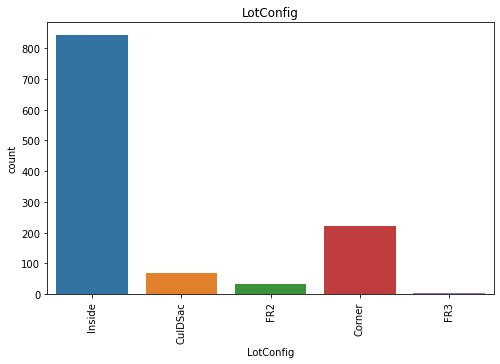 LotConfig
800
700
600
500
400
300
200
100
0
count
Inside
CulDSac
FR2
Corner
FR3
LotConfig